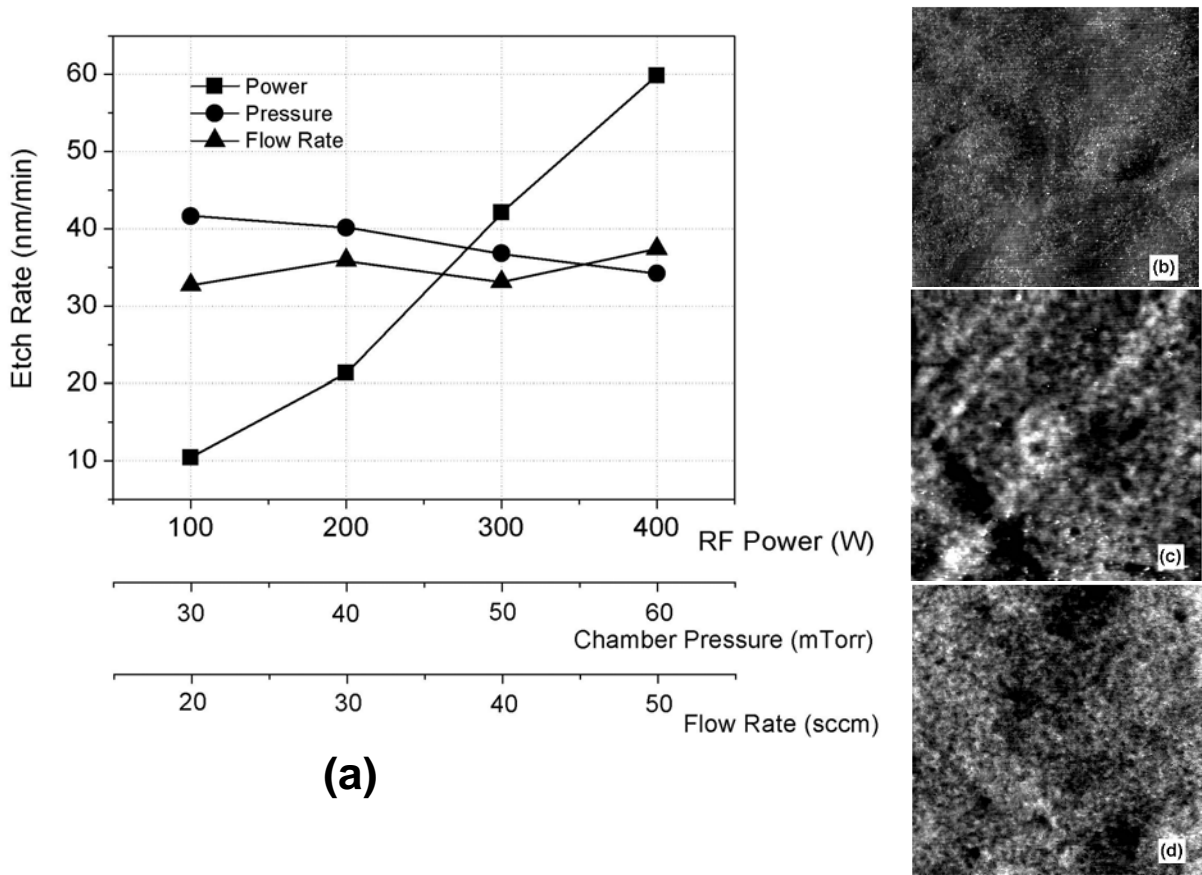 Etch Rate (nm/min)
60
50
40
30
20
10
Power
Pressure
Flow Rate
100 200 300 400
RF Power (W)
30 40 50 60
Chamber Pressure (mTorr)
20 30 40 50
Flow Rate (sccm)
(a)
(b)
(c)
(d)